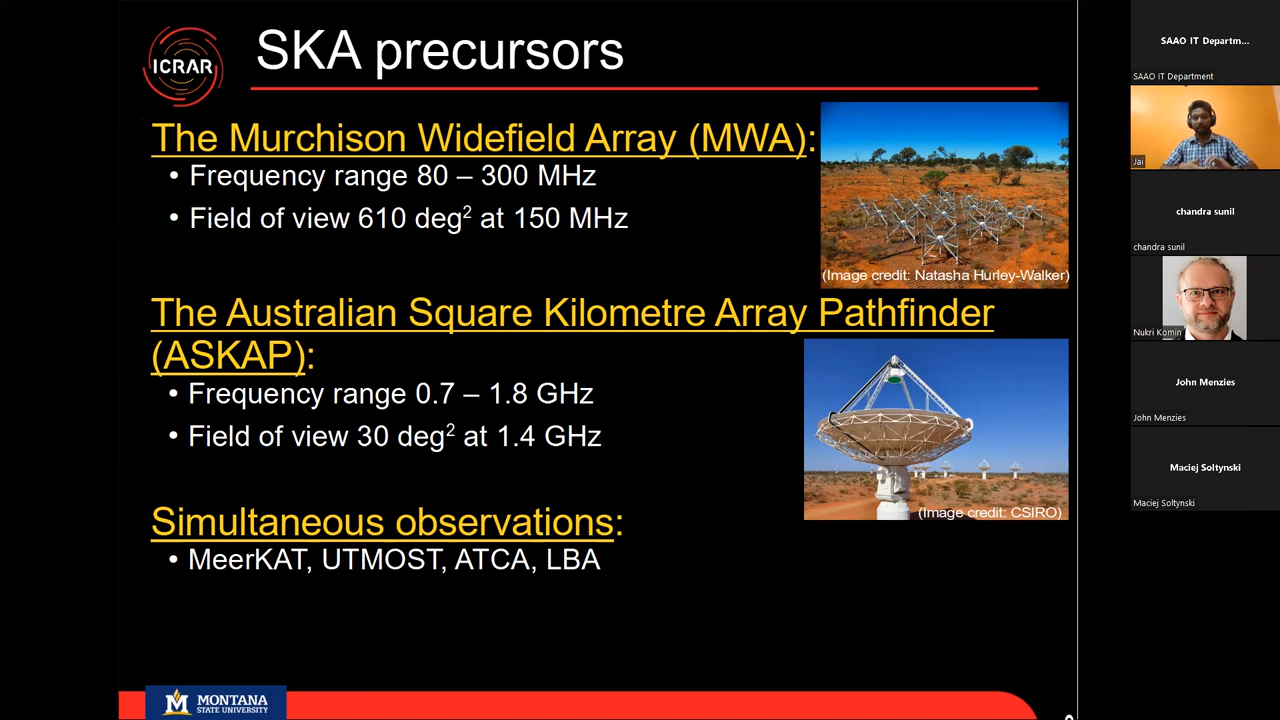 ICRAR
SKA precursors
The Murchison Widefield Array (MWA):
• Frequency range 80 – 300 MHz
• Field of view 610 deg² at 150 MHz
(Image credit: Natasha Hurley-Walker)
The Australian Square Kilometre Array Pathfinder
(ASKAP):
• Frequency range 0.7 – 1.8 GHz
• Field of view 30 deg² at 1.4 GHz
(Image credit: CSIRO)
Simultaneous observations:
• MeerKAT, UTMOST, ATCA, LBA
M MONTANA
STATE UNIVERSITY
SAAO IT Departm...
SAAO IT Department
Jai
chandra sunil
chandra sunil
Nukri Komin
John Menzies
John Menzies
Maciej Soltynski
Maciej Soltynski